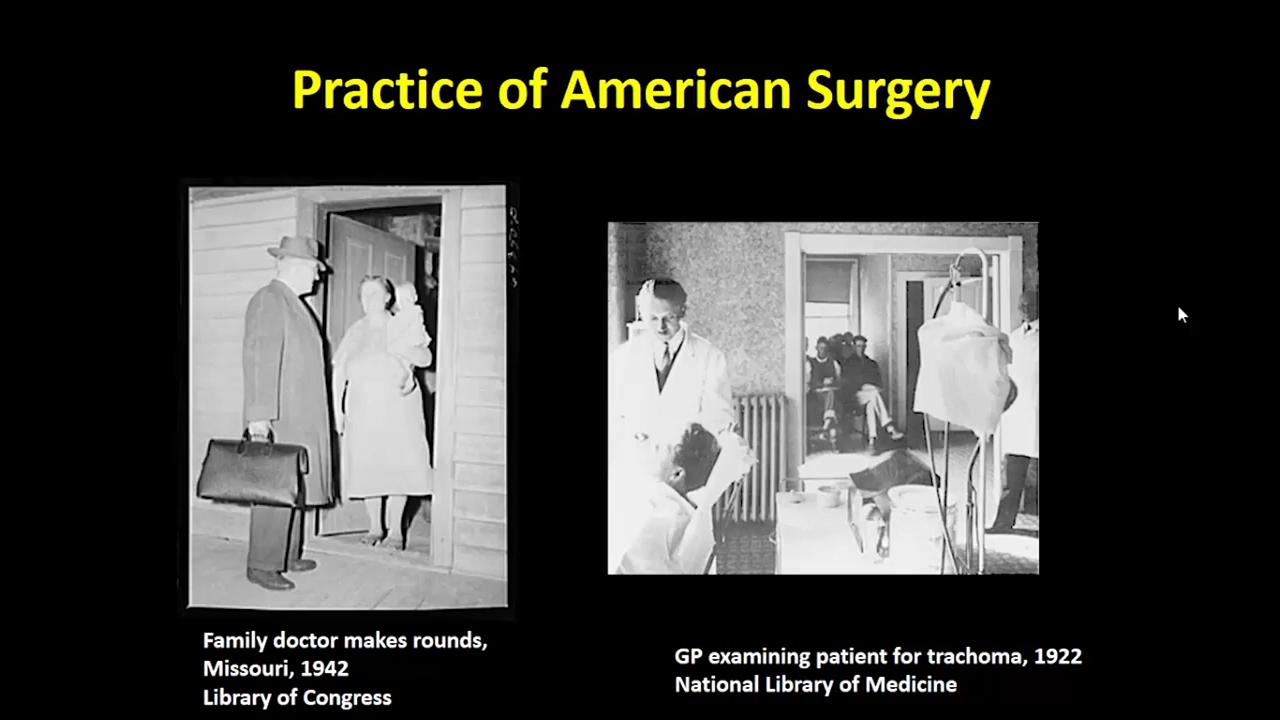 Practice of American Surgery
Family doctor makes rounds,
Missouri, 1942
Library of Congress
GP examining patient for trachoma, 1922
National Library of Medicine